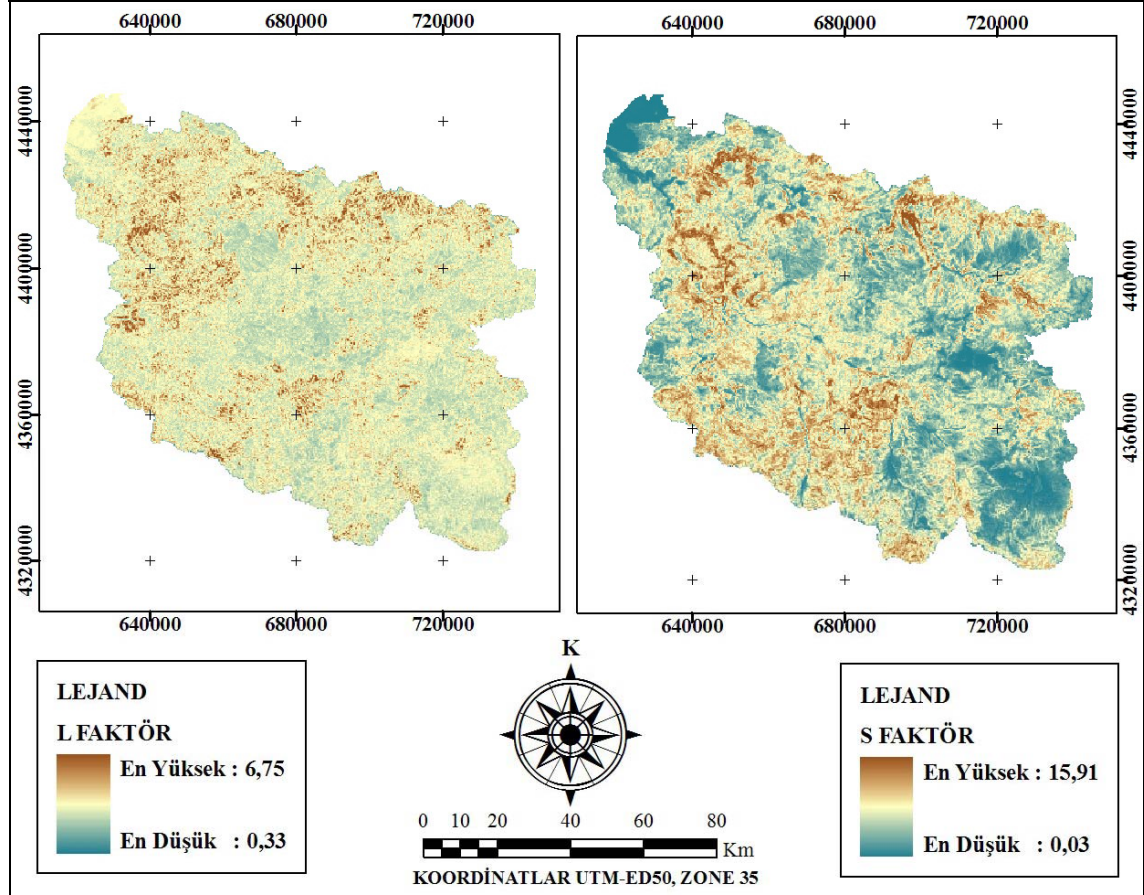 640000 680000 720000
640000 680000 720000
4440000
4400000
4360000
4320000
4440000
4400000
4360000
4320000
640000 680000 720000
640000 680000 720000
LEJAND
L FAKTÖR
En Yüksek : 6,75
En Düşük : 0,33
K
0 10 20 40 60 80
Km
KOORDİNATLAR UTM-ED50, ZONE 35
LEJAND
S FAKTÖR
En Yüksek : 15,91
En Düşük : 0,03